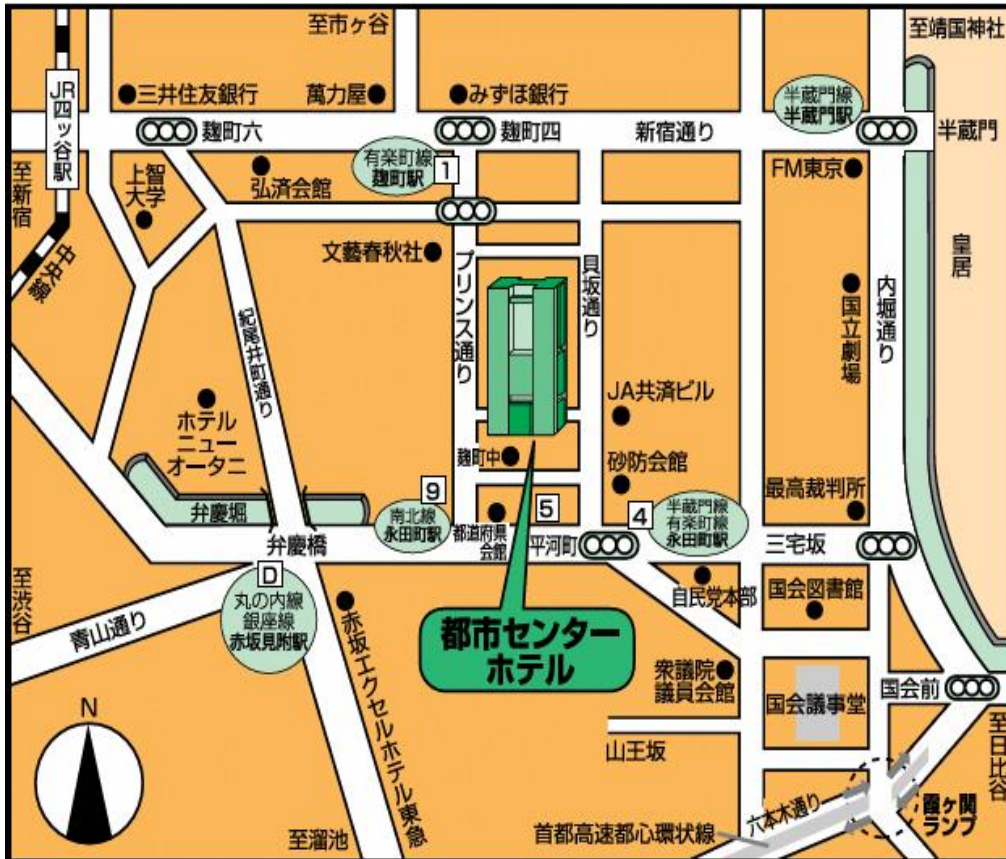 至市ヶ谷
至靖国神社
JR四ッ谷駅
三井住友銀行
萬力屋
みずほ銀行
半蔵門線
半蔵門駅
麹町六
麹町四
新宿通り
半蔵門
有楽町線
麹町駅
1
至新宿
上智
大学
弘済会館
FM東京
中央線
文藝春秋社
プリンス通り
貝坂通り
国立劇場
内堀通り
皇居
紀尾井町通り
ホテル
ニュー
オータニ
JA共済ビル
麹町中
砂防会館
最高裁判所
弁慶堀
9
南北線
永田町駅
都道府県
会館
5
4
半蔵門線
有楽町線
永田町駅
弁慶橋
平河町
三宅坂
至渋谷
D
丸の内線
銀座線
赤坂見附駅
青山通り
自民党本部
国会図書館
都市センター
ホテル
赤坂エクセルホテル東急
衆議院
議員会館
国会議事堂
国会前
N
山王坂
至日比谷
六本木通り
霞ヶ関
ランプ
至溜池
首都高速都心環状線